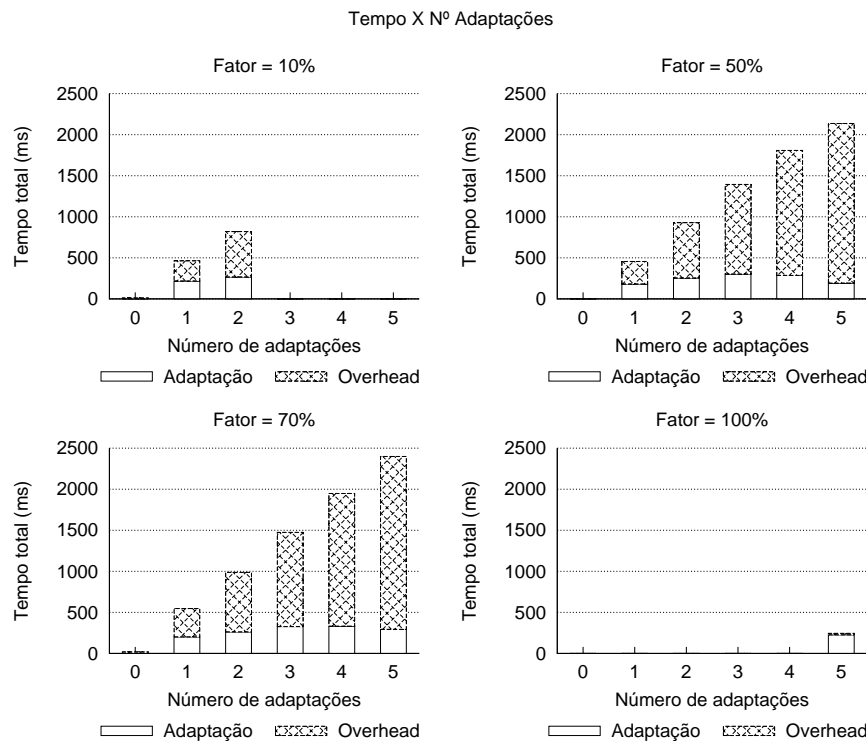 Tempo X Nº Adaptações
Fator = 10%
Tempo total (ms)
2500
2000
1500
1000
500
0
0 1 2 3 4 5
Número de adaptações
Adaptação Overhead
Fator = 50%
Tempo total (ms)
2500
2000
1500
1000
500
0
0 1 2 3 4 5
Número de adaptações
Adaptação Overhead
Fator = 70%
Tempo total (ms)
2500
2000
1500
1000
500
0
0 1 2 3 4 5
Número de adaptações
Adaptação Overhead
Fator = 100%
Tempo total (ms)
2500
2000
1500
1000
500
0
0 1 2 3 4 5
Número de adaptações
Adaptação Overhead